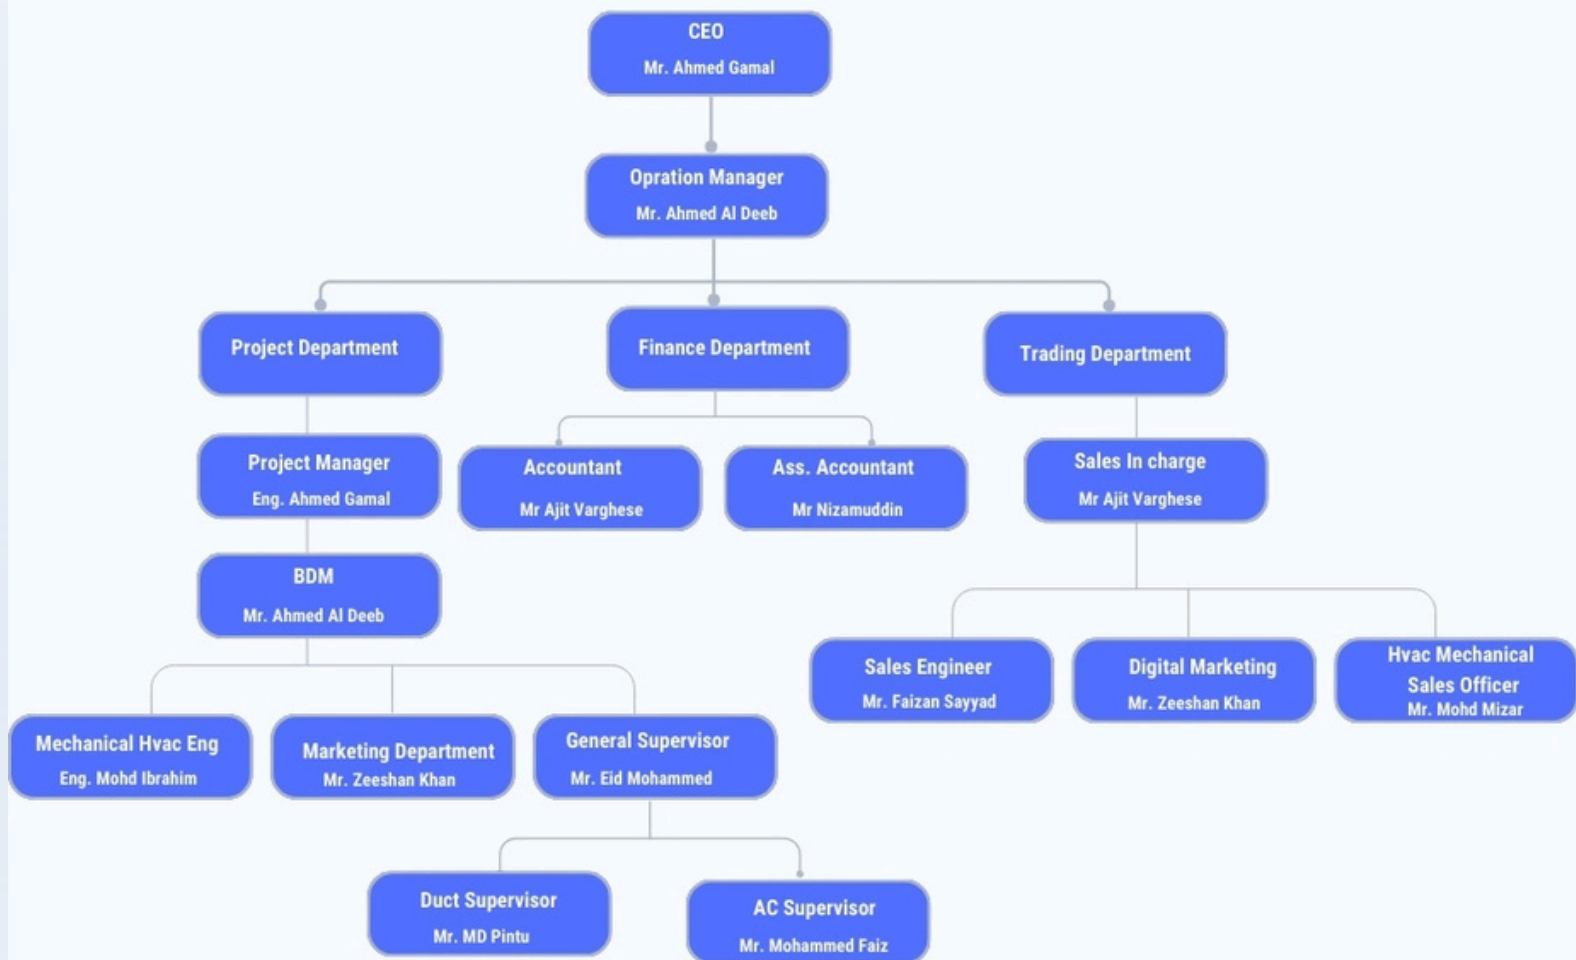 CEO
Mr. Ahmed Gamal
Opration Manager
Mr. Ahmed Al Deeb
Project Department
Finance Department
Trading Department
Project Manager
Eng. Ahmed Gamal
Accountant
Mr Ajit Varghese
Ass. Accountant
Mr Nizamuddin
Sales In charge
Mr Ajit Varghese
BDM
Mr. Ahmed Al Deeb
Sales Engineer
Mr. Faizan Sayyad
Digital Marketing
Mr. Zeeshan Khan
Hvac Mechanical
Sales Officer
Mr. Mohd Mizar
Mechanical Hvac Eng
Eng. Mohd Ibrahim
Marketing Department
Mr. Zeeshan Khan
General Supervisor
Mr. Eid Mohammed
Duct Supervisor
Mr. MD Pintu
AC Supervisor
Mr. Mohammed Faiz